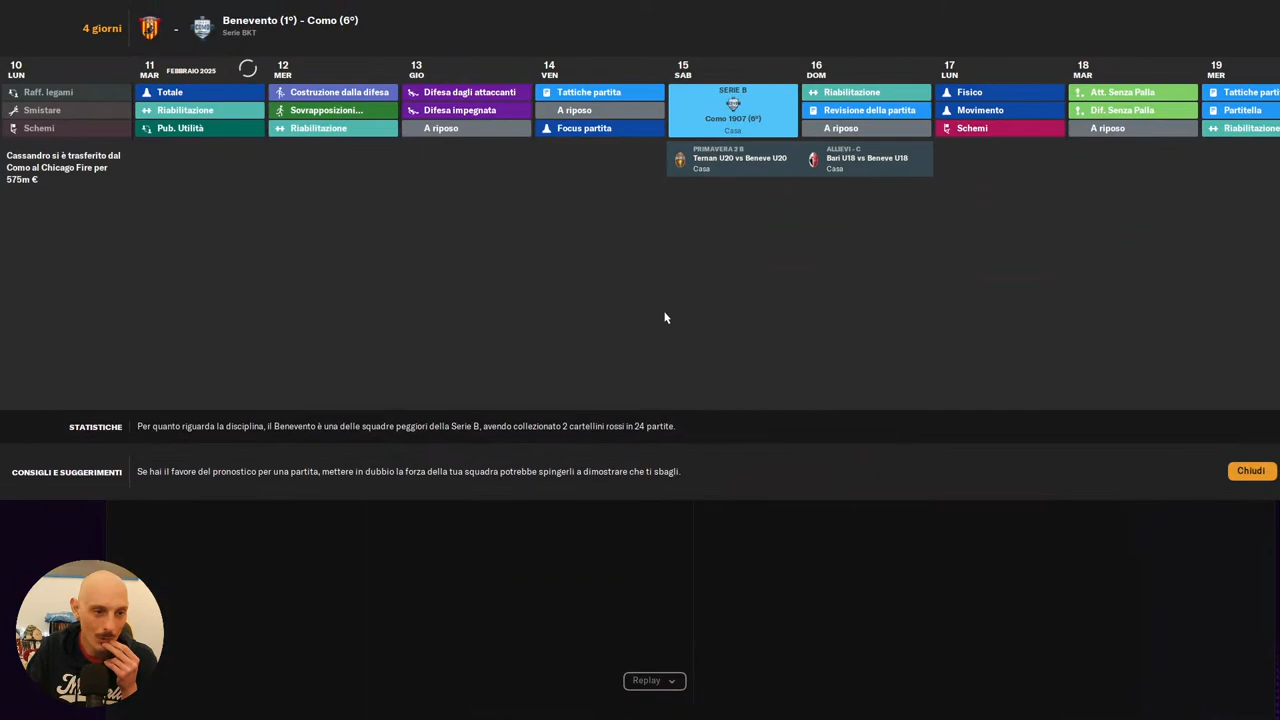 4 giorni
-
Benevento (1°) - Como (6°)
Serie BKT
10
LUN
11
MAR
FEBBRAIO 2025
12
MER
13
GIO
14
VEN
15
SAB
16
DOM
17
LUN
18
MAR
19
MER
Raff. legami
Smistare
Schemi
Totale
Riabilitazione
Pub. Utilità
Costruzione dalla difesa
Sovrapposizioni...
Riabilitazione
Difesa dagli attaccanti
Difesa impegnata
A riposo
Tattiche partita
A riposo
Focus partita
SERIE B
Como 1907 (6°)
Casa
Riabilitazione
Revisione della partita
A riposo
Fisico
Movimento
Schemi
Att. Senza Palla
Dif. Senza Palla
A riposo
Tattiche partit
Partitella
Riabilitazione
Cassandro si è trasferito dal
Como al Chicago Fire per
575m €
PRIMAVERA 2 B
Ternan U20 vs Beneve U20
Casa
ALLIEVI - C
Bari U18 vs Beneve U18
Casa
STATISTICHE
Per quanto riguarda la disciplina, il Benevento è una delle squadre peggiori della Serie B, avendo collezionato 2 cartellini rossi in 24 partite.
CONSIGLI E SUGGERIMENTI
Se hai il favore del pronostico per una partita, mettere in dubbio la forza della tua squadra potrebbe spingerli a dimostrare che ti sbagli.
Chiudi
Replay